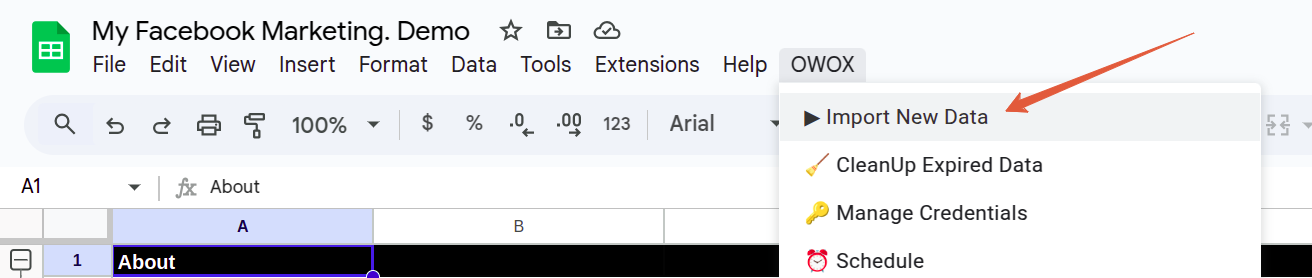 My Facebook Marketing. Demo
File Edit View Insert Format Data Tools Extensions Help OWOX
100% $ % .0 .00 123 Arial
▶ Import New Data
🧹 CleanUp Expired Data
🔑 Manage Credentials
⏰ Schedule
A1 fx About
A B
1 About